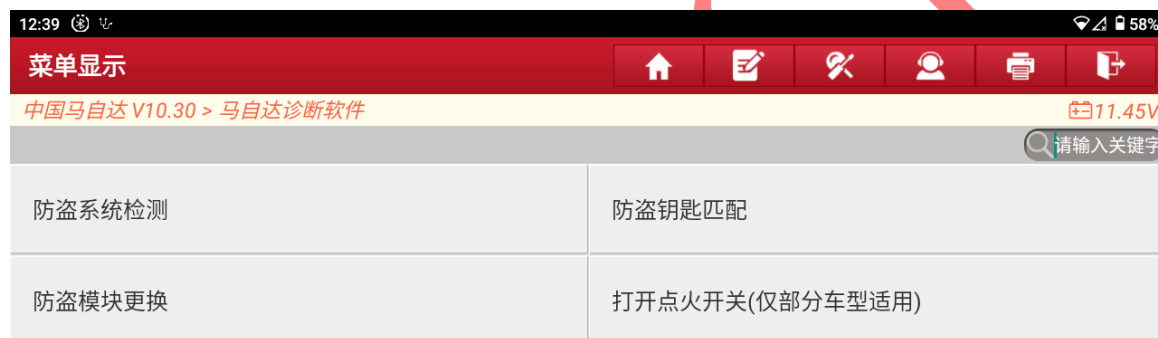 12:39 58%
菜单显示
中国马自达 V10.30 > 马自达诊断软件 11.45V
请输入关键字
防盗系统检测 防盗钥匙匹配
防盗模块更换 打开点火开关(仅部分车型适用)